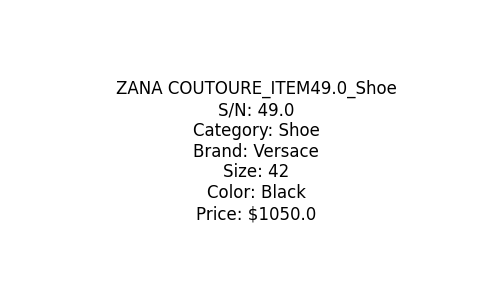 ZANA COUTOURE_ITEM49.0_Shoe
S/N: 49.0
Category: Shoe
Brand: Versace
Size: 42
Color: Black
Price: $1050.0